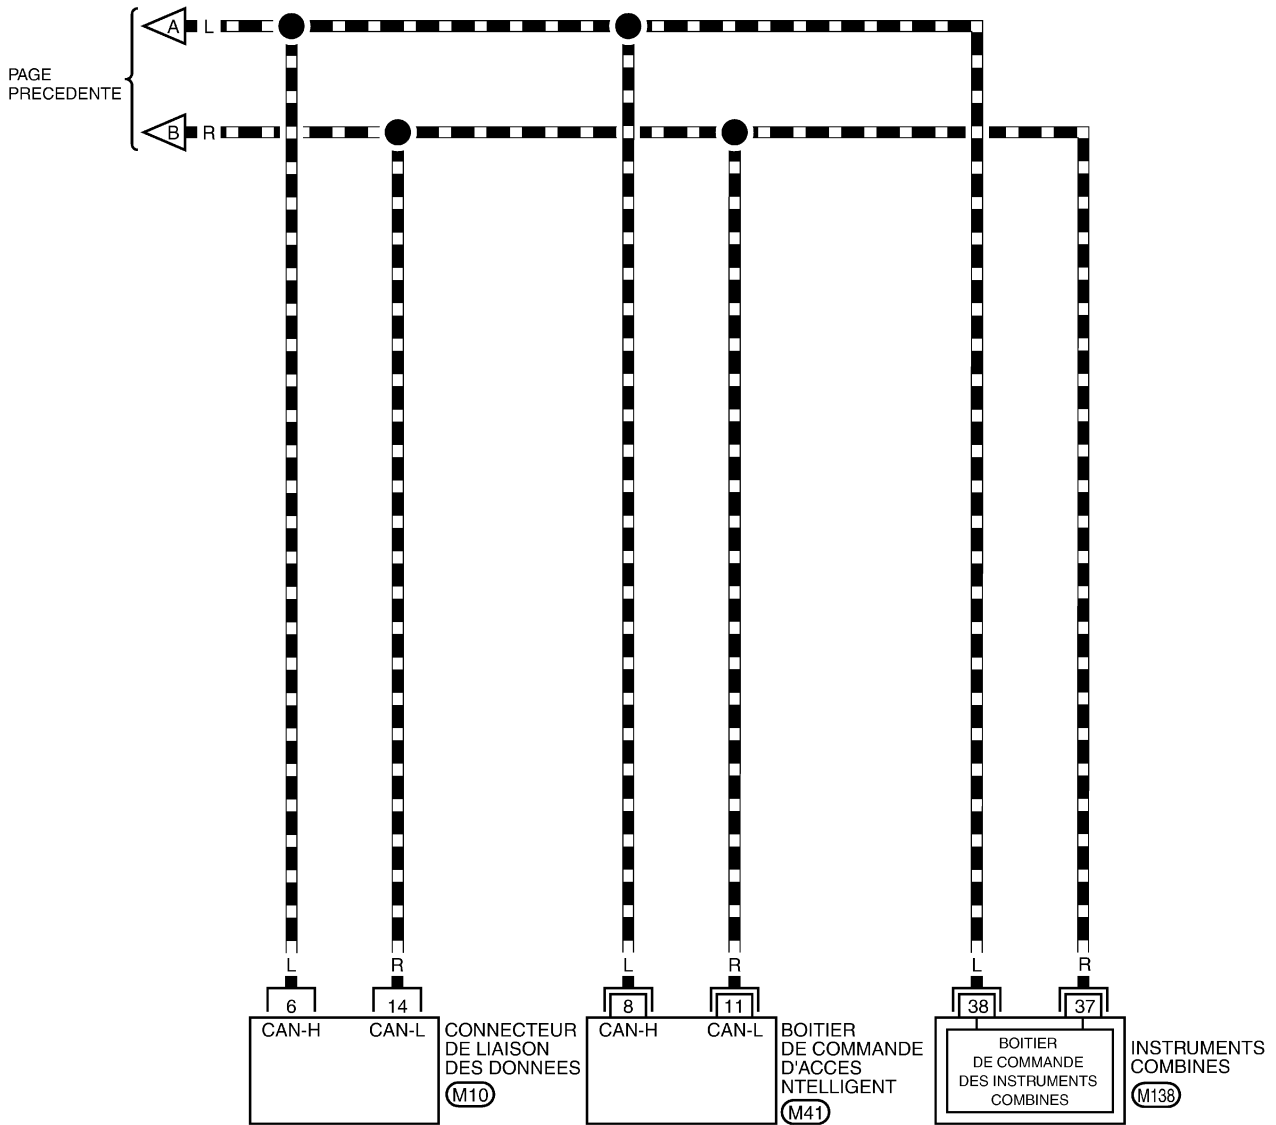 A L
PAGE
PRECEDENTE
B R
L R L R L R
6 14 8 11 38 37
CAN-H CAN-L
CONNECTEUR
DE LIAISON
DES DONNEES
M10
CAN-H CAN-L
BOITIER
DE COMMANDE
D'ACCES
NTELLIGENT
M41
BOITIER
DE COMMANDE
DES INSTRUMENTS
COMBINES
INSTRUMENTS
COMBINES
M138